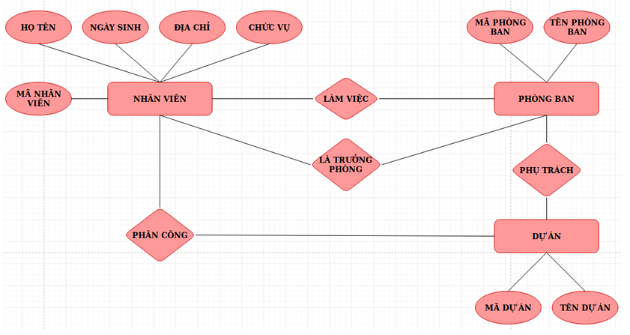 HỌ TÊN
NGÀY SINH
ĐỊA CHỈ
CHỨC VỤ
MÃ PHÒNG
BAN
TÊN PHÒNG
BAN
MÃ NHÂN
VIÊN
NHÂN VIÊN
LÀM VIỆC
PHÒNG BAN
LÀ TRƯỞNG
PHÒNG
PHỤ TRÁCH
PHÂN CÔNG
DỰ ÁN
MÃ DỰ ÁN
TÊN DỰ ÁN